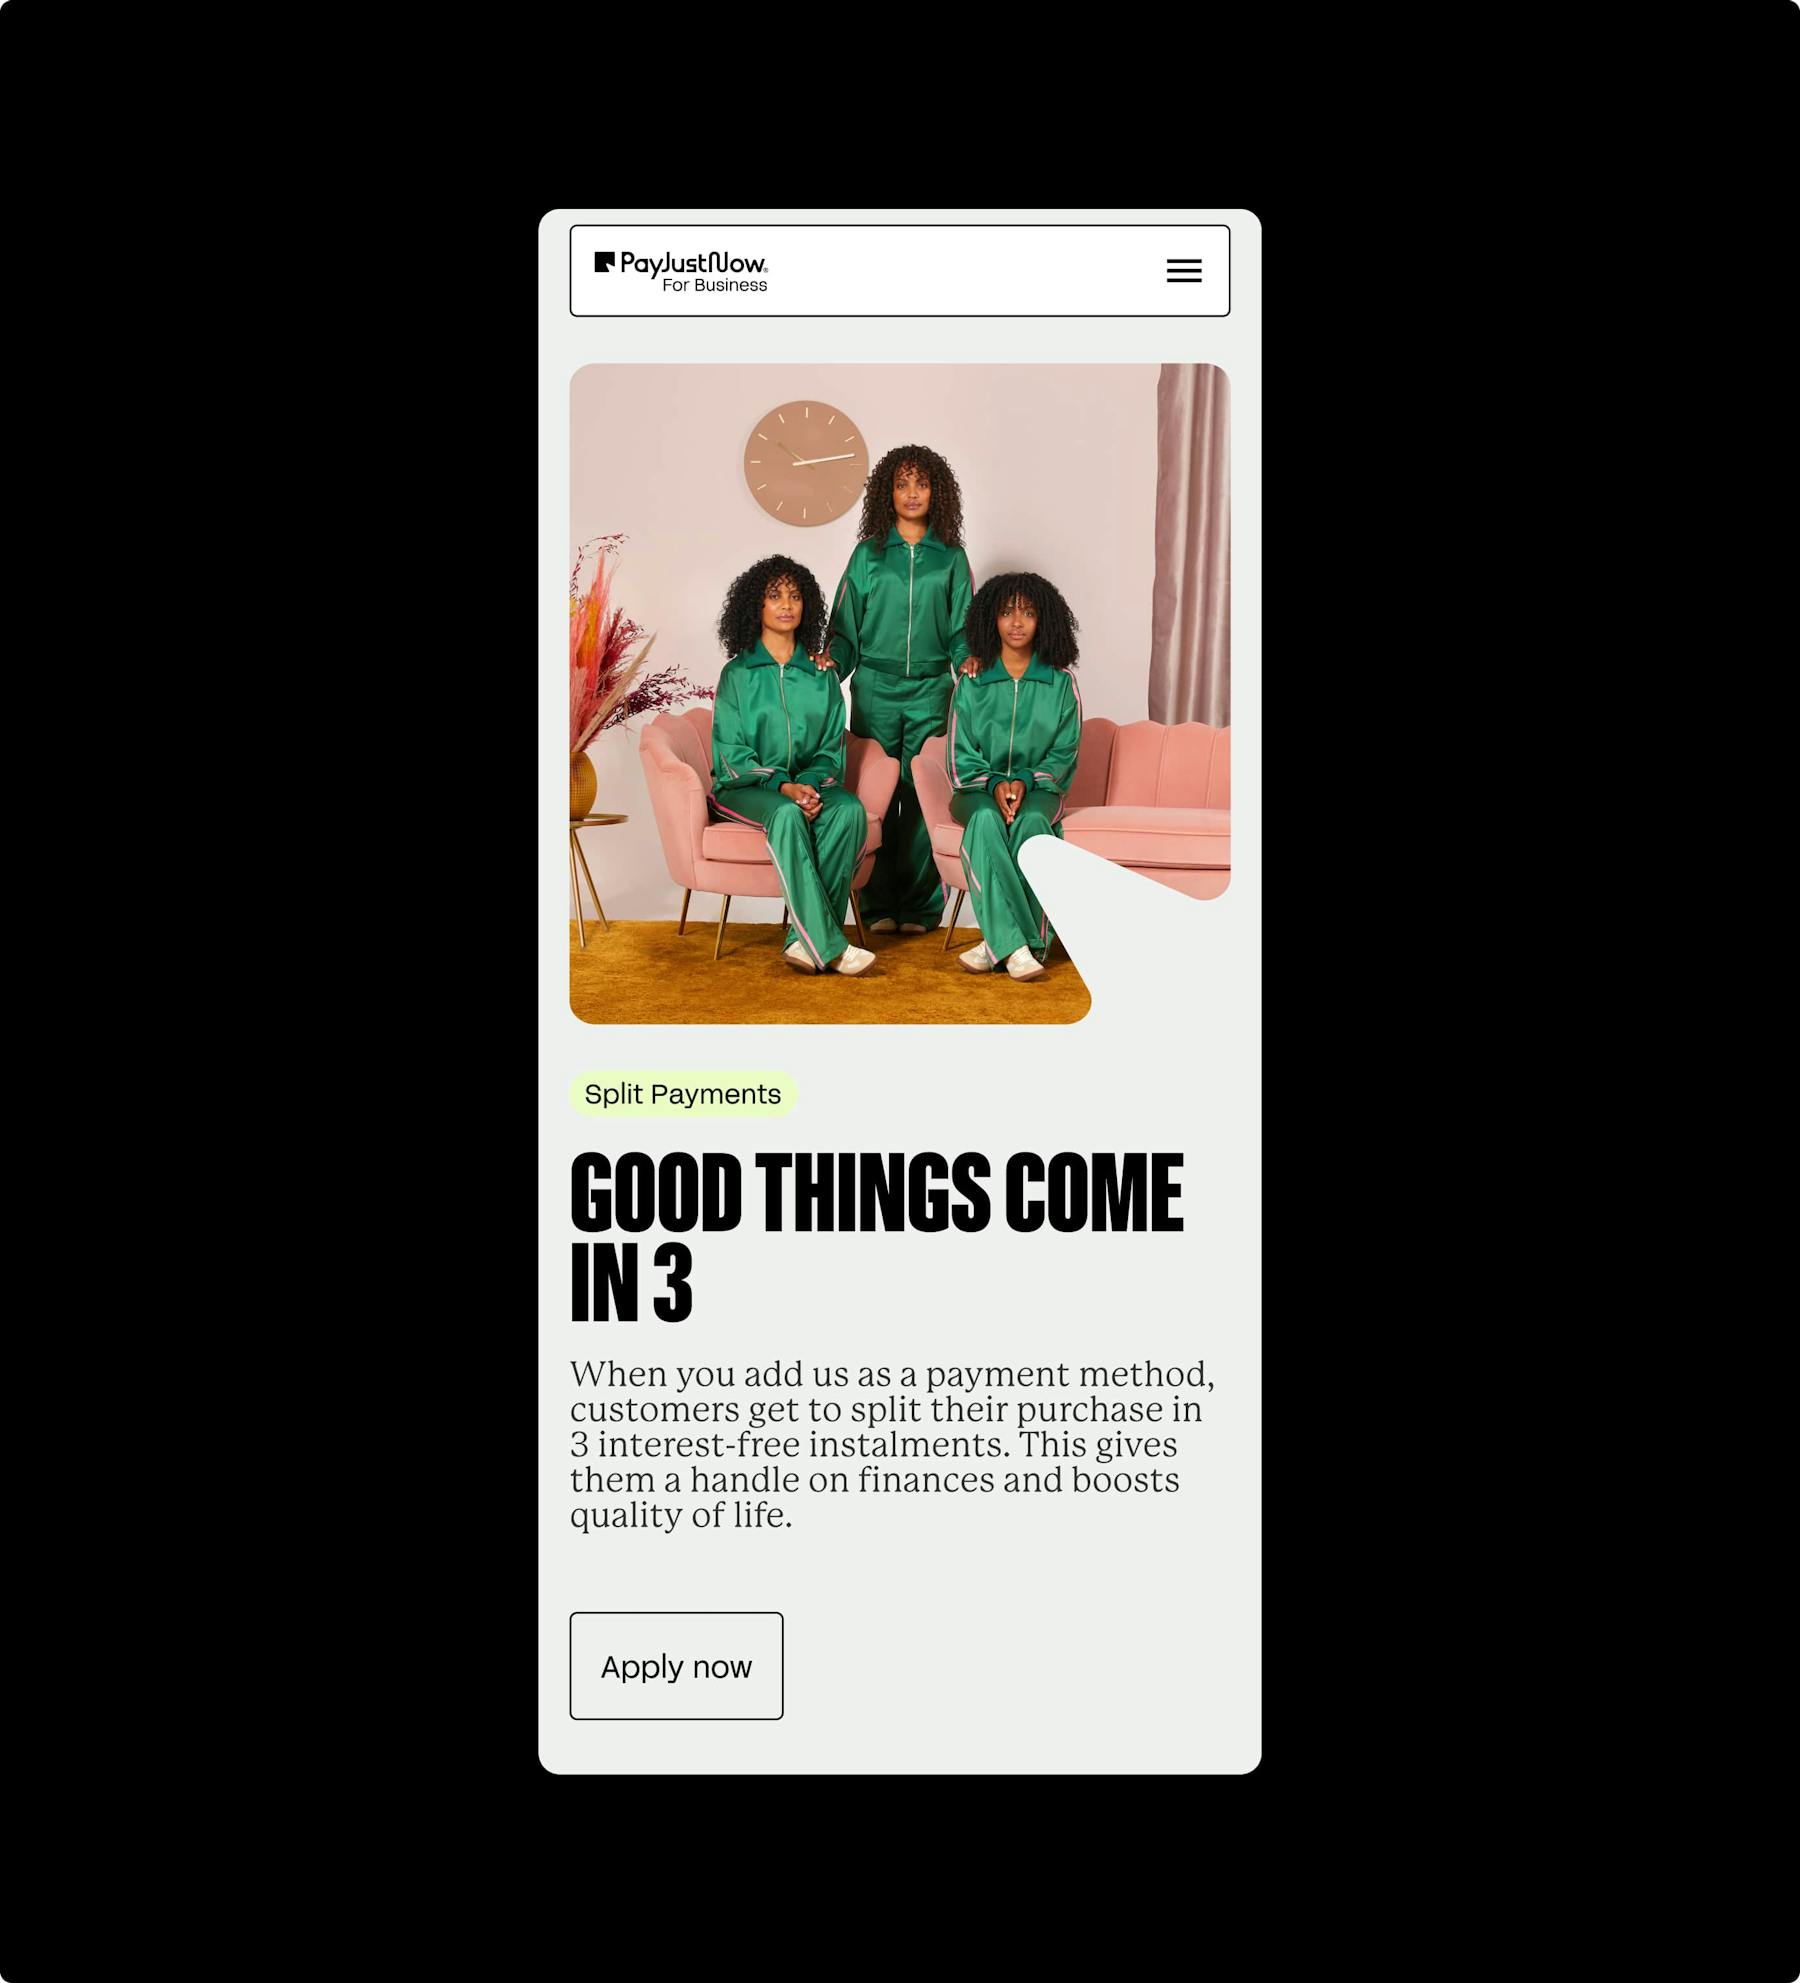 PayJustNow®
For Business
Split Payments
GOOD THINGS COME
IN 3
When you add us as a payment method,
customers get to split their purchase in
3 interest-free instalments. This gives
them a handle on finances and boosts
quality of life.
Apply now